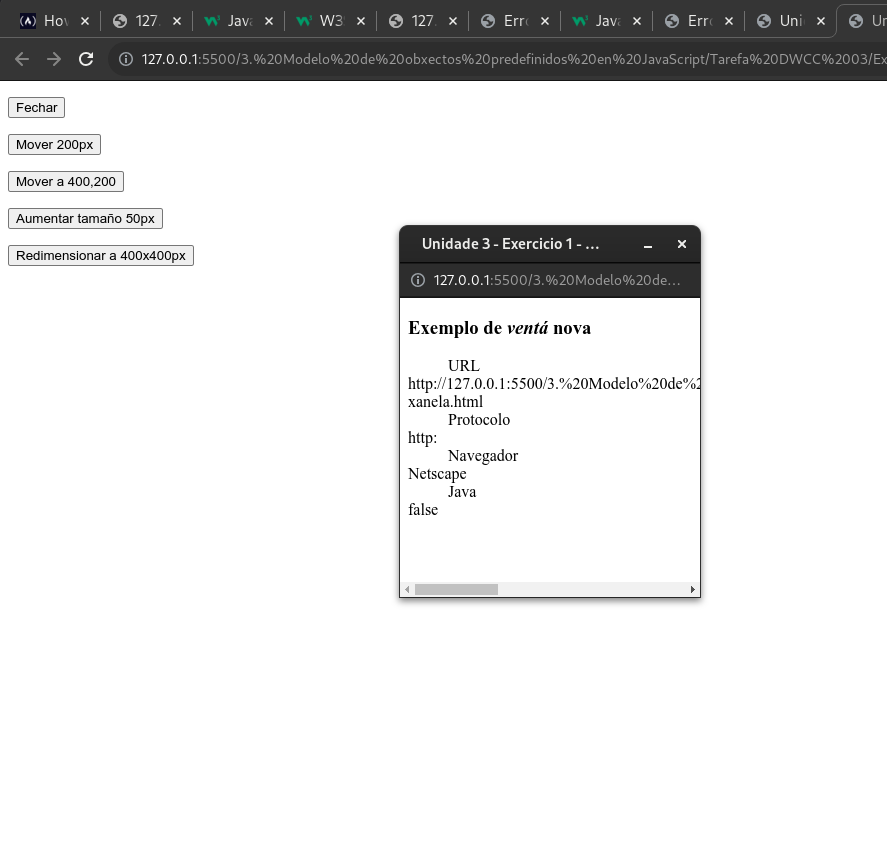 Hov 127. Java W3S 127. Erro Java Erro Uni Un
127.0.0.1:5500/3.%20Modelo%20de%20obxectos%20predefinidos%20en%20JavaScript/Tarefa%20DWCC%2003/Ex
Fechar
Mover 200px
Mover a 400,200
Aumentar tamaño 50px
Redimensionar a 400x400px
Unidade 3 - Exercicio 1 - ...
127.0.0.1:5500/3.%20Modelo%20de...
Exemplo de ventá nova
URL
http://127.0.0.1:5500/3.%20Modelo%20de%2
xanela.html
Protocolo
http:
Navegador
Netscape
Java
false